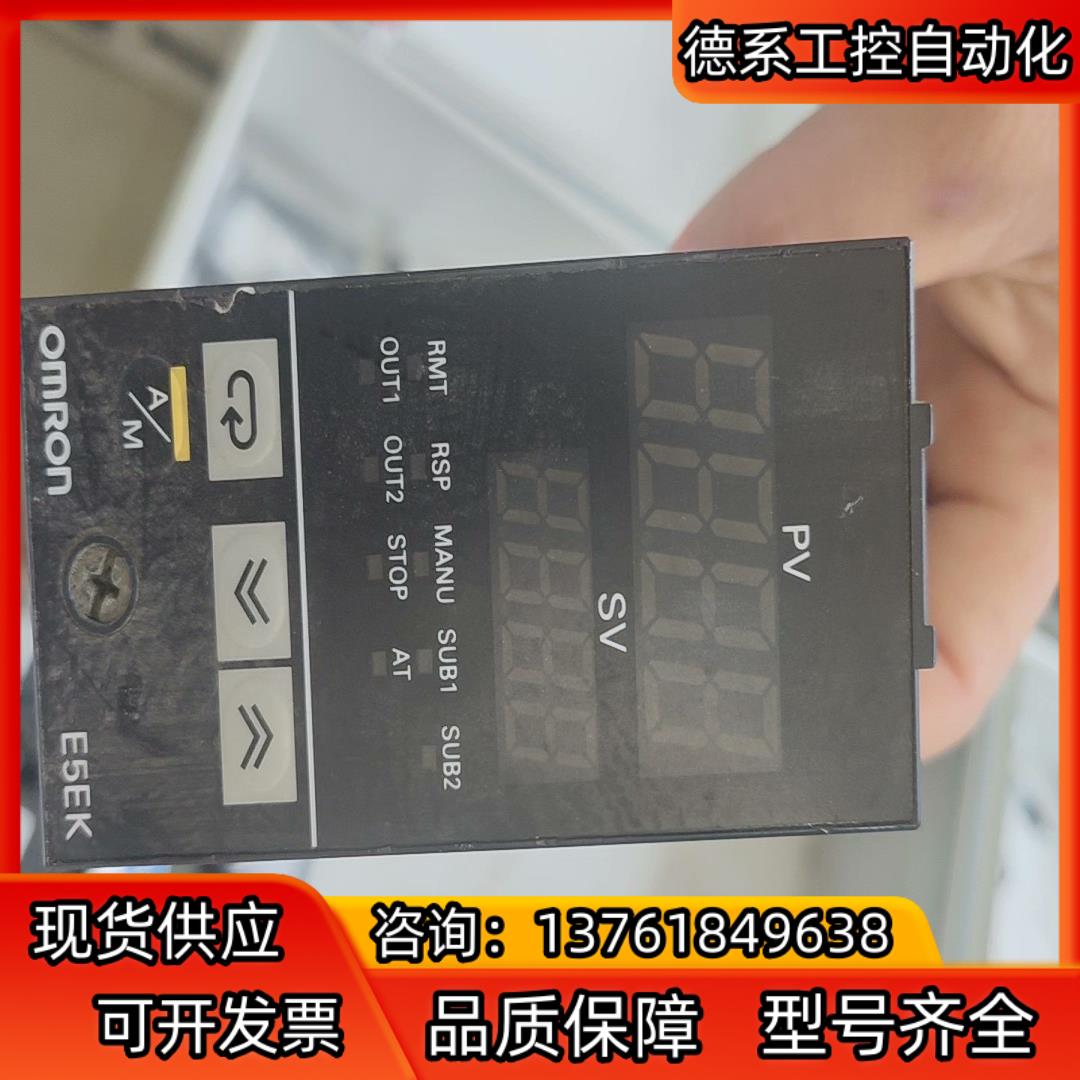 德系工控自动化
PV
SV
RMT RSP MANU SUB1 SUB2
OUT1 OUT2 STOP AT
A/M
OMRON E5EK
现货供应
咨询：13761849638
可开发票 品质保障 型号齐全